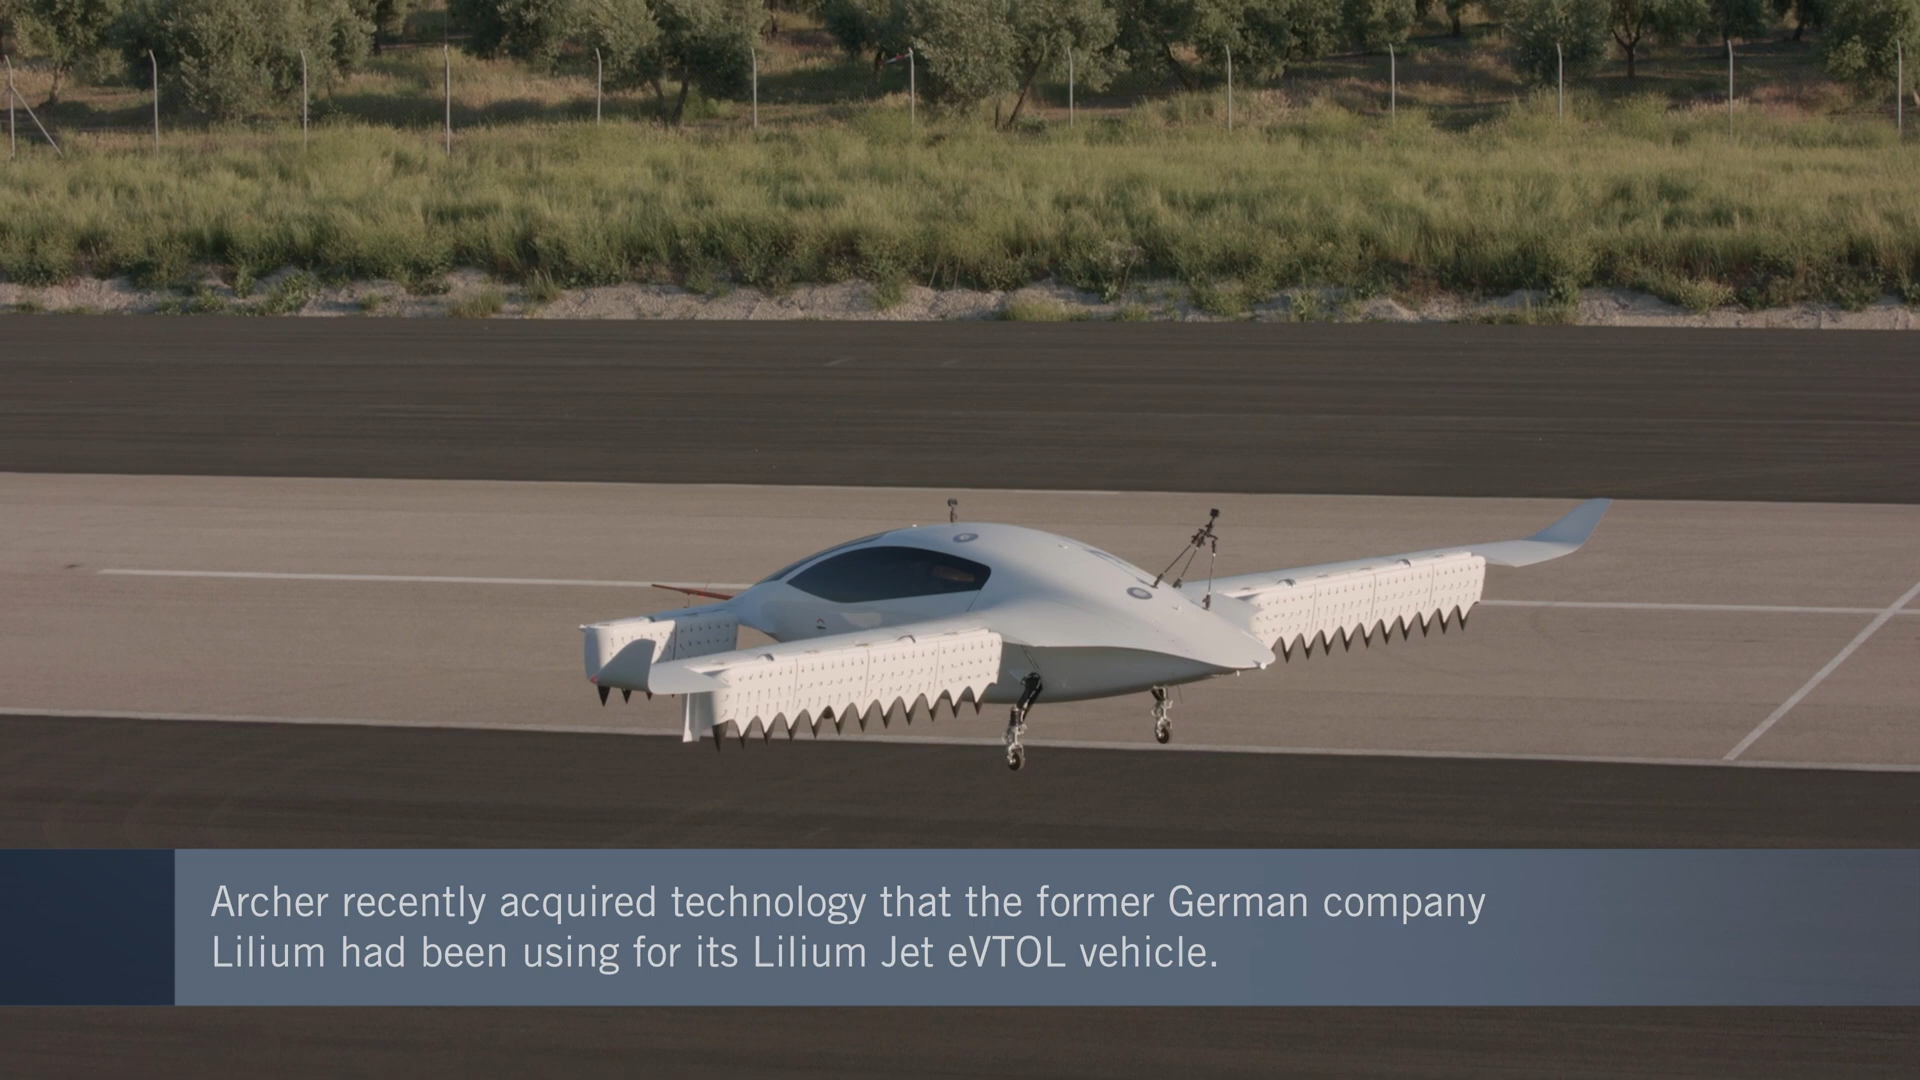 Archer recently acquired technology that the former German company
Lilium had been using for its Lilium Jet eVTOL vehicle.